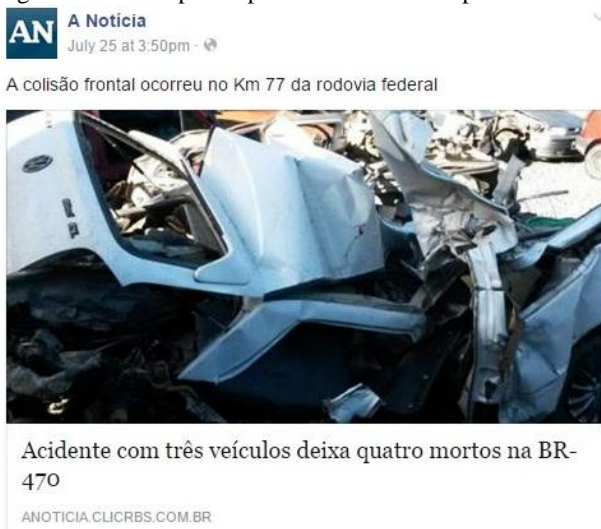 AN
A Notícia
July 25 at 3:50pm ·
A colisão frontal ocorreu no Km 77 da rodovia federal
Acidente com três veículos deixa quatro mortos na BR-
470
ANOTICIA.CLICRBS.COM.BR